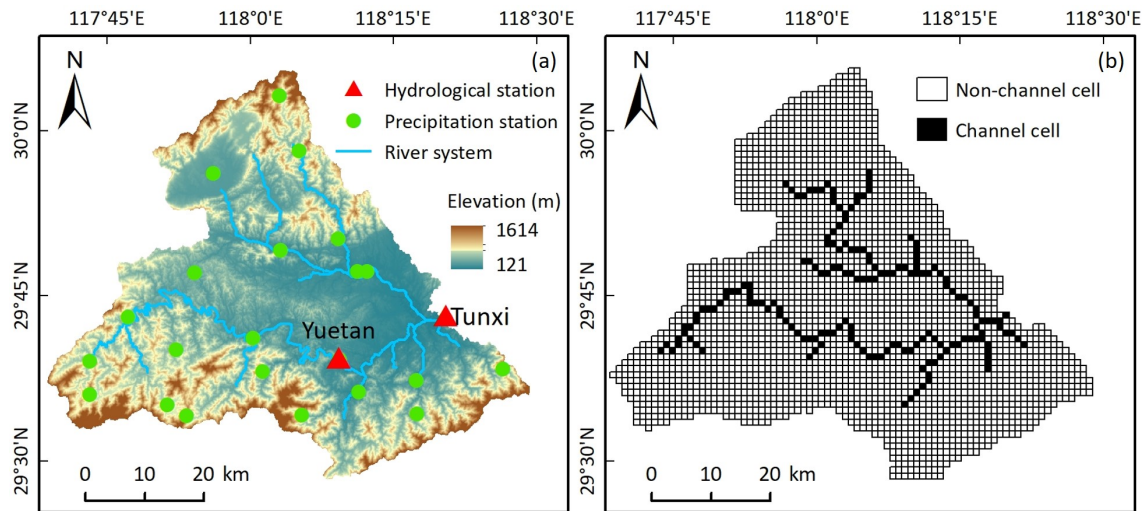 117°45'E 118°0'E 118°15'E 118°30'E
117°45'E 118°0'E 118°15'E 118°30'E
(a)
N
Hydrological station
Precipitation station
River system
Elevation (m)
1614
121
30°0'N
29°45'N
29°30'N
Tunxi
Yuetan
0 10 20 km
(b)
N
Non-channel cell
Channel cell
30°0'N
29°45'N
29°30'N
0 10 20 km